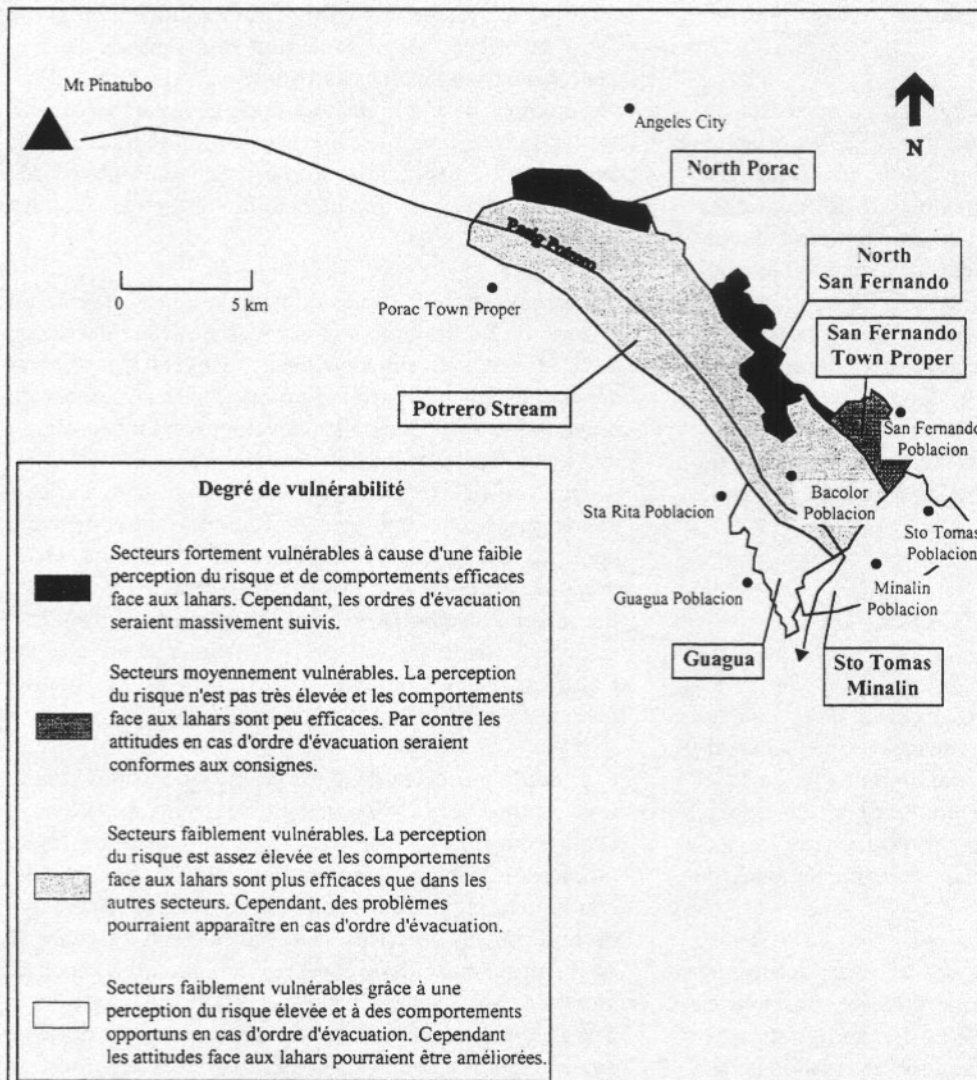 Mt Pinatubo
Angeles City
N
North Porac
Pasig Potrero
North
San Fernando
0
5 km
Porac Town Proper
San Fernando
Town Proper
Potrero Stream
San Fernando
Poblacion
Bacolor
Poblacion
Sta Rita Poblacion
Sto Tomas
Poblacion
Guagua Poblacion
Minalin
Poblacion
Guagua
Sto Tomas
Minalin
Degré de vulnérabilité
Secteurs fortement vulnérables à cause d'une faible
perception du risque et de comportements efficaces
face aux lahars. Cependant, les ordres d'évacuation
seraient massivement suivis.
Secteurs moyennement vulnérables. La perception
du risque n'est pas très élevée et les comportements
face aux lahars sont peu efficaces. Par contre les
attitudes en cas d'ordre d'évacuation seraient
conformes aux consignes.
Secteurs faiblement vulnérables. La perception
du risque est assez élevée et les comportements
face aux lahars sont plus efficaces que dans les
autres secteurs. Cependant, des problèmes
pourraient apparaître en cas d'ordre d'évacuation.
Secteurs faiblement vulnérables grâce à une
perception du risque élevée et à des comportements
opportuns en cas d'ordre d'évacuation. Cependant
les attitudes face aux lahars pourraient être améliorées.